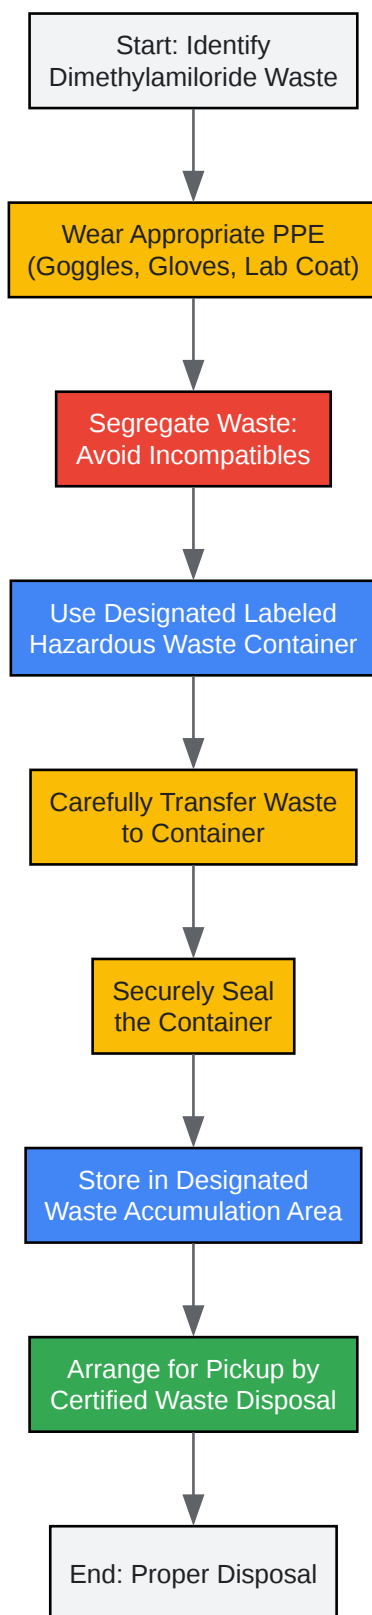 Start: Identify
Dimethylamiloride Waste
Wear Appropriate PPE
(Goggles, Gloves, Lab Coat)
Segregate Waste:
Avoid Incompatibles
Use Designated Labeled
Hazardous Waste Container
Carefully Transfer Waste
to Container
Securely Seal
the Container
Store in Designated
Waste Accumulation Area
Arrange for Pickup by
Certified Waste Disposal
End: Proper Disposal